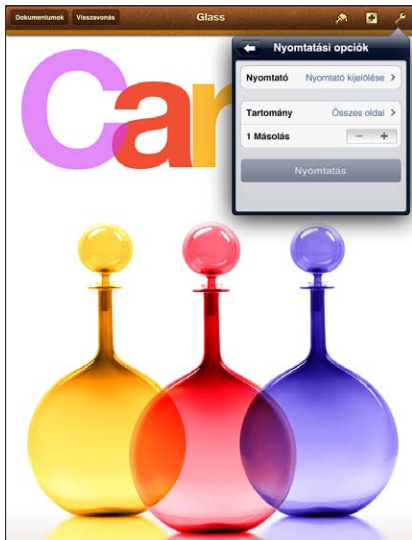 Dokumentumok Visszavonás Glass
Nyomtatási opciók
Nyomtató Nyomtató kijelölése
Tartomány Összes oldal
1 Másolás − +
Nyomtatás
Car